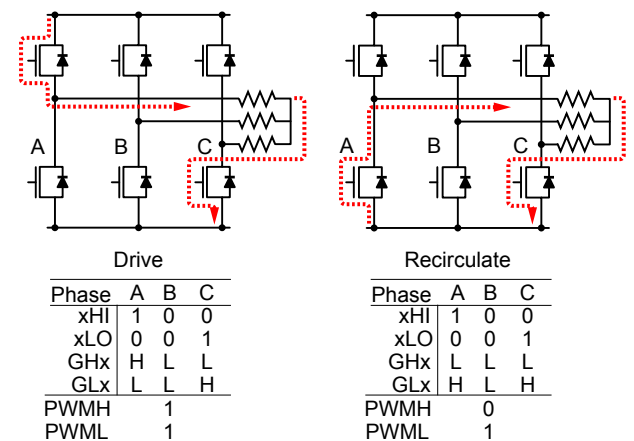 A B C
A B C
Drive
Phase A B C
xHI 1 0 0
xLO 0 0 1
GHx H L L
GLx L L H
PWMH 1
PWML 1
Recirculate
Phase A B C
xHI 1 0 0
xLO 0 0 1
GHx L L L
GLx H L H
PWMH 0
PWML 1